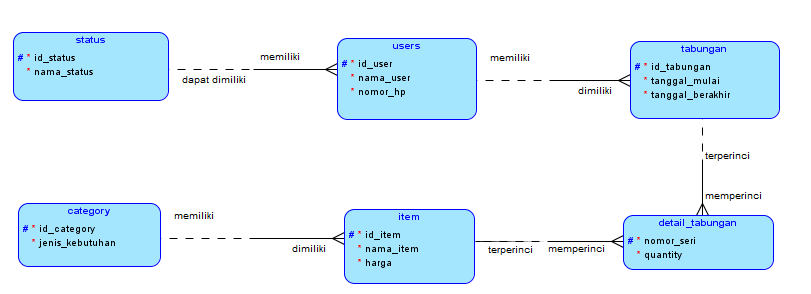 status
# * id_status
* nama_status
dapat dimiliki
memiliki
users
# * id_user
* nama_user
* nomor_hp
memiliki
dimiliki
tabungan
# * id_tabungan
* tanggal_mulai
* tanggal_berakhir
terperinci
memperinci
category
# * id_category
* jenis_kebutuhan
memiliki
dimiliki
item
# * id_item
* nama_item
* harga
terperinci
memperinci
detail_tabungan
# * nomor_seri
* quantity